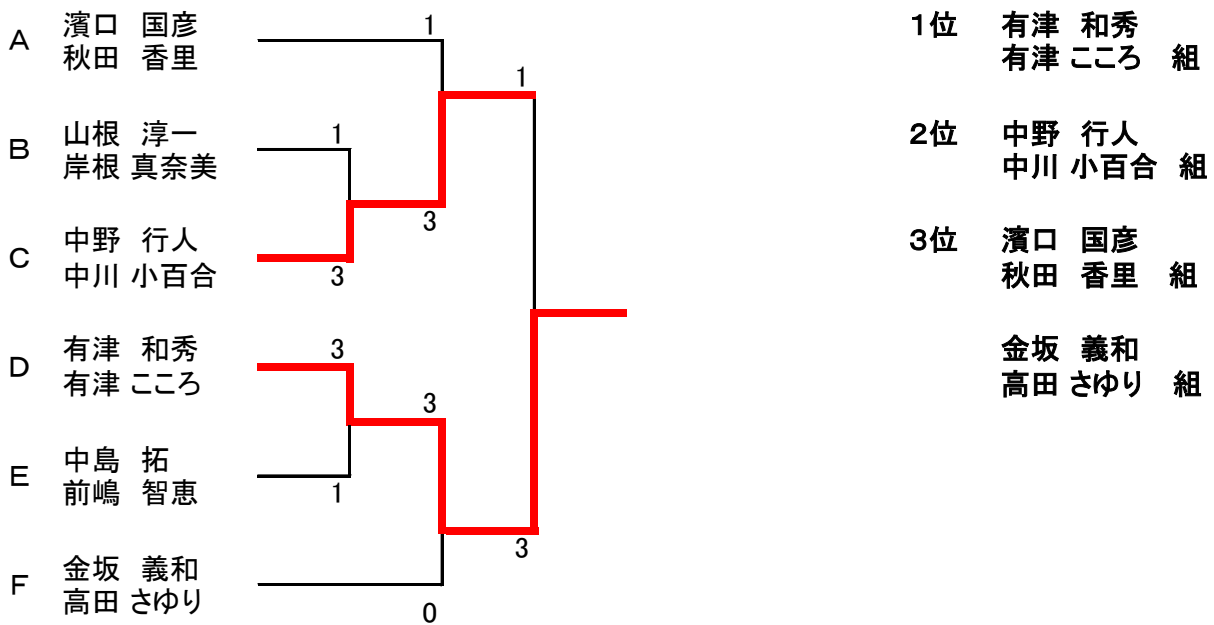 A
濱口 国彦
秋田 香里
B
山根 淳一
岸根 真奈美
C
中野 行人
中川 小百合
D
有津 和秀
有津 こころ
E
中島 拓
前嶋 智恵
F
金坂 義和
高田 さゆり
1
1
3
3
3
1
3
0
1
3
1位 有津 和秀
有津 こころ 組
2位 中野 行人
中川 小百合 組
3位 濱口 国彦
秋田 香里 組
金坂 義和
高田 さゆり 組